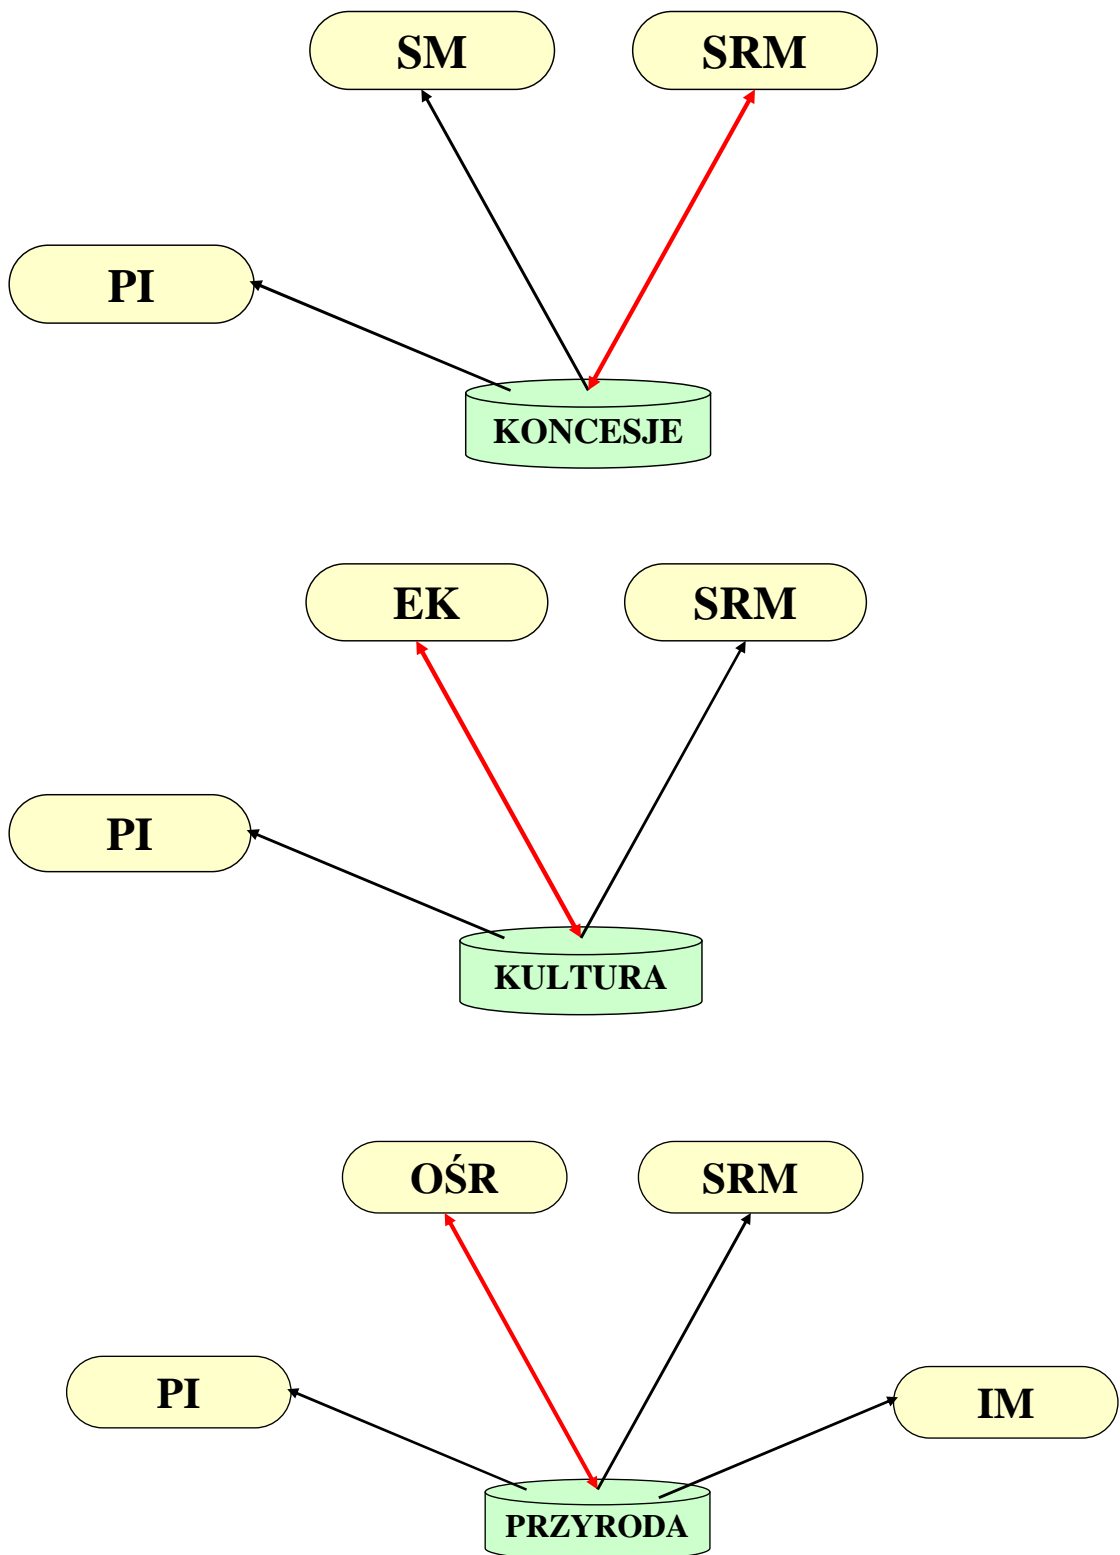 SM
SRM
PI
KONCESJE
EK
SRM
PI
KULTURA
OŚR
SRM
PI
IM
PRZYRODA